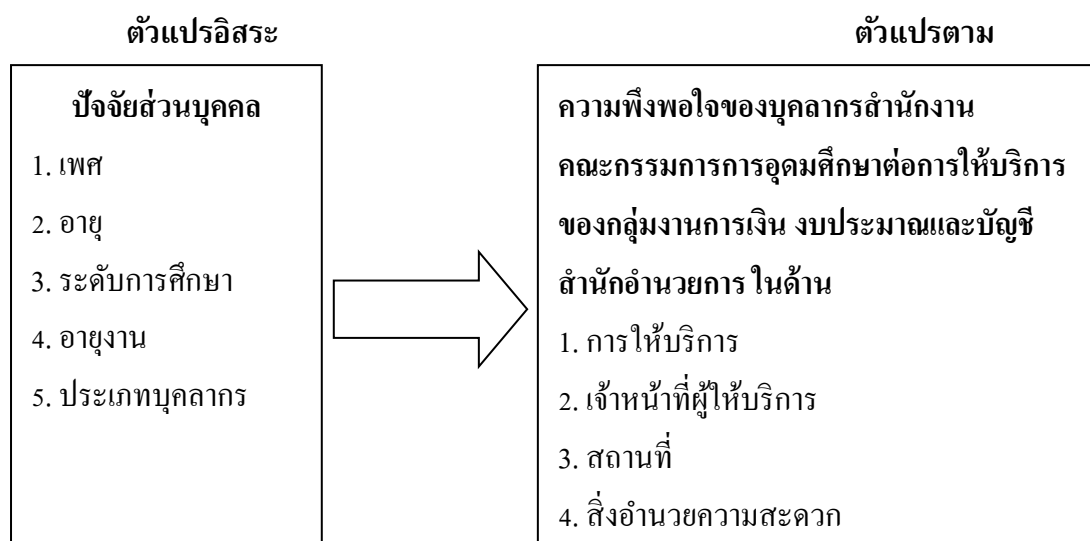 ตัวแปรอิสระ
ปัจจัยส่วนบุคคล
1. เพศ
2. อายุ
3. ระดับการศึกษา
4. อายุงาน
5. ประเภทบุคลากร
ตัวแปรตาม
ความพึงพอใจของบุคลากรสำนักงาน
คณะกรรมการการอุดมศึกษาต่อการให้บริการ
ของกลุ่มงานการเงิน งบประมาณและบัญชี
สำนักอำนวยการ ในด้าน
1. การให้บริการ
2. เจ้าหน้าที่ผู้ให้บริการ
3. สถานที่
4. สิ่งอำนวยความสะดวก